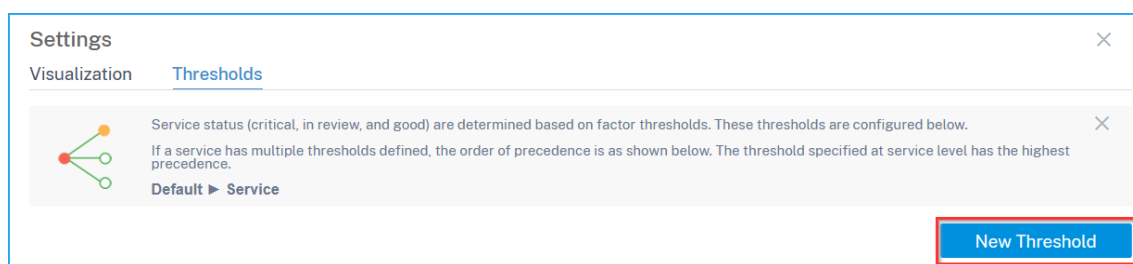 Settings
Visualization Thresholds
Service status (critical, in review, and good) are determined based on factor thresholds. These thresholds are configured below.
If a service has multiple thresholds defined, the order of precedence is as shown below. The threshold specified at service level has the highest
precedence.
Default ► Service
New Threshold